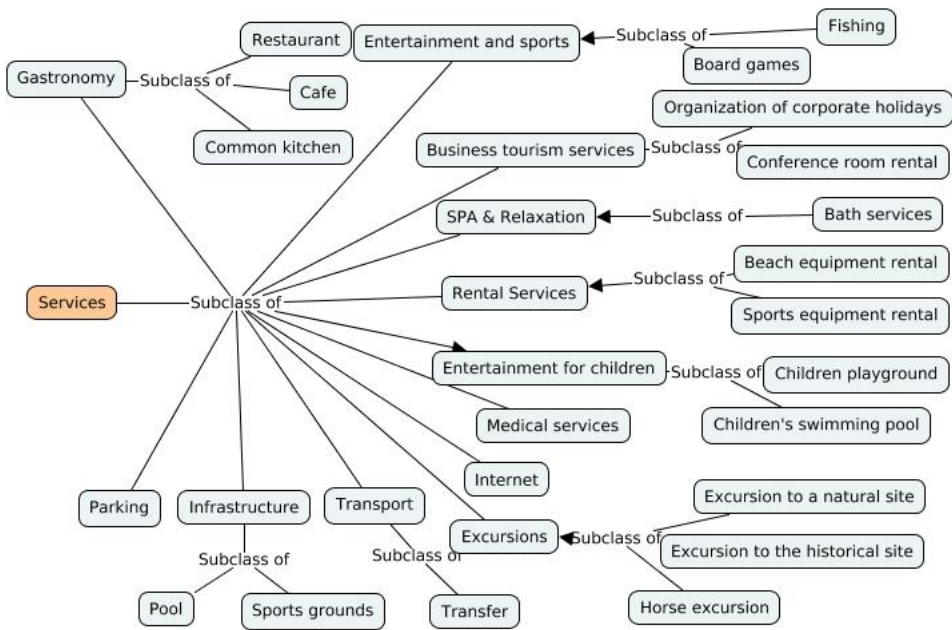 Fishing
Restaurant
Entertainment and sports
Subclass of
Board games
Gastronomy
Subclass of
Cafe
Organization of corporate holidays
Common kitchen
Business tourism services
Subclass of
Conference room rental
SPA & Relaxation
Subclass of
Bath services
Beach equipment rental
Services
Subclass of
Rental Services
Subclass of
Sports equipment rental
Entertainment for children
Subclass of
Children playground
Medical services
Children's swimming pool
Internet
Parking
Infrastructure
Transport
Excursion to a natural site
Excursions
Subclass of
Excursion to the historical site
Subclass of
Subclass of
Pool
Sports grounds
Transfer
Horse excursion